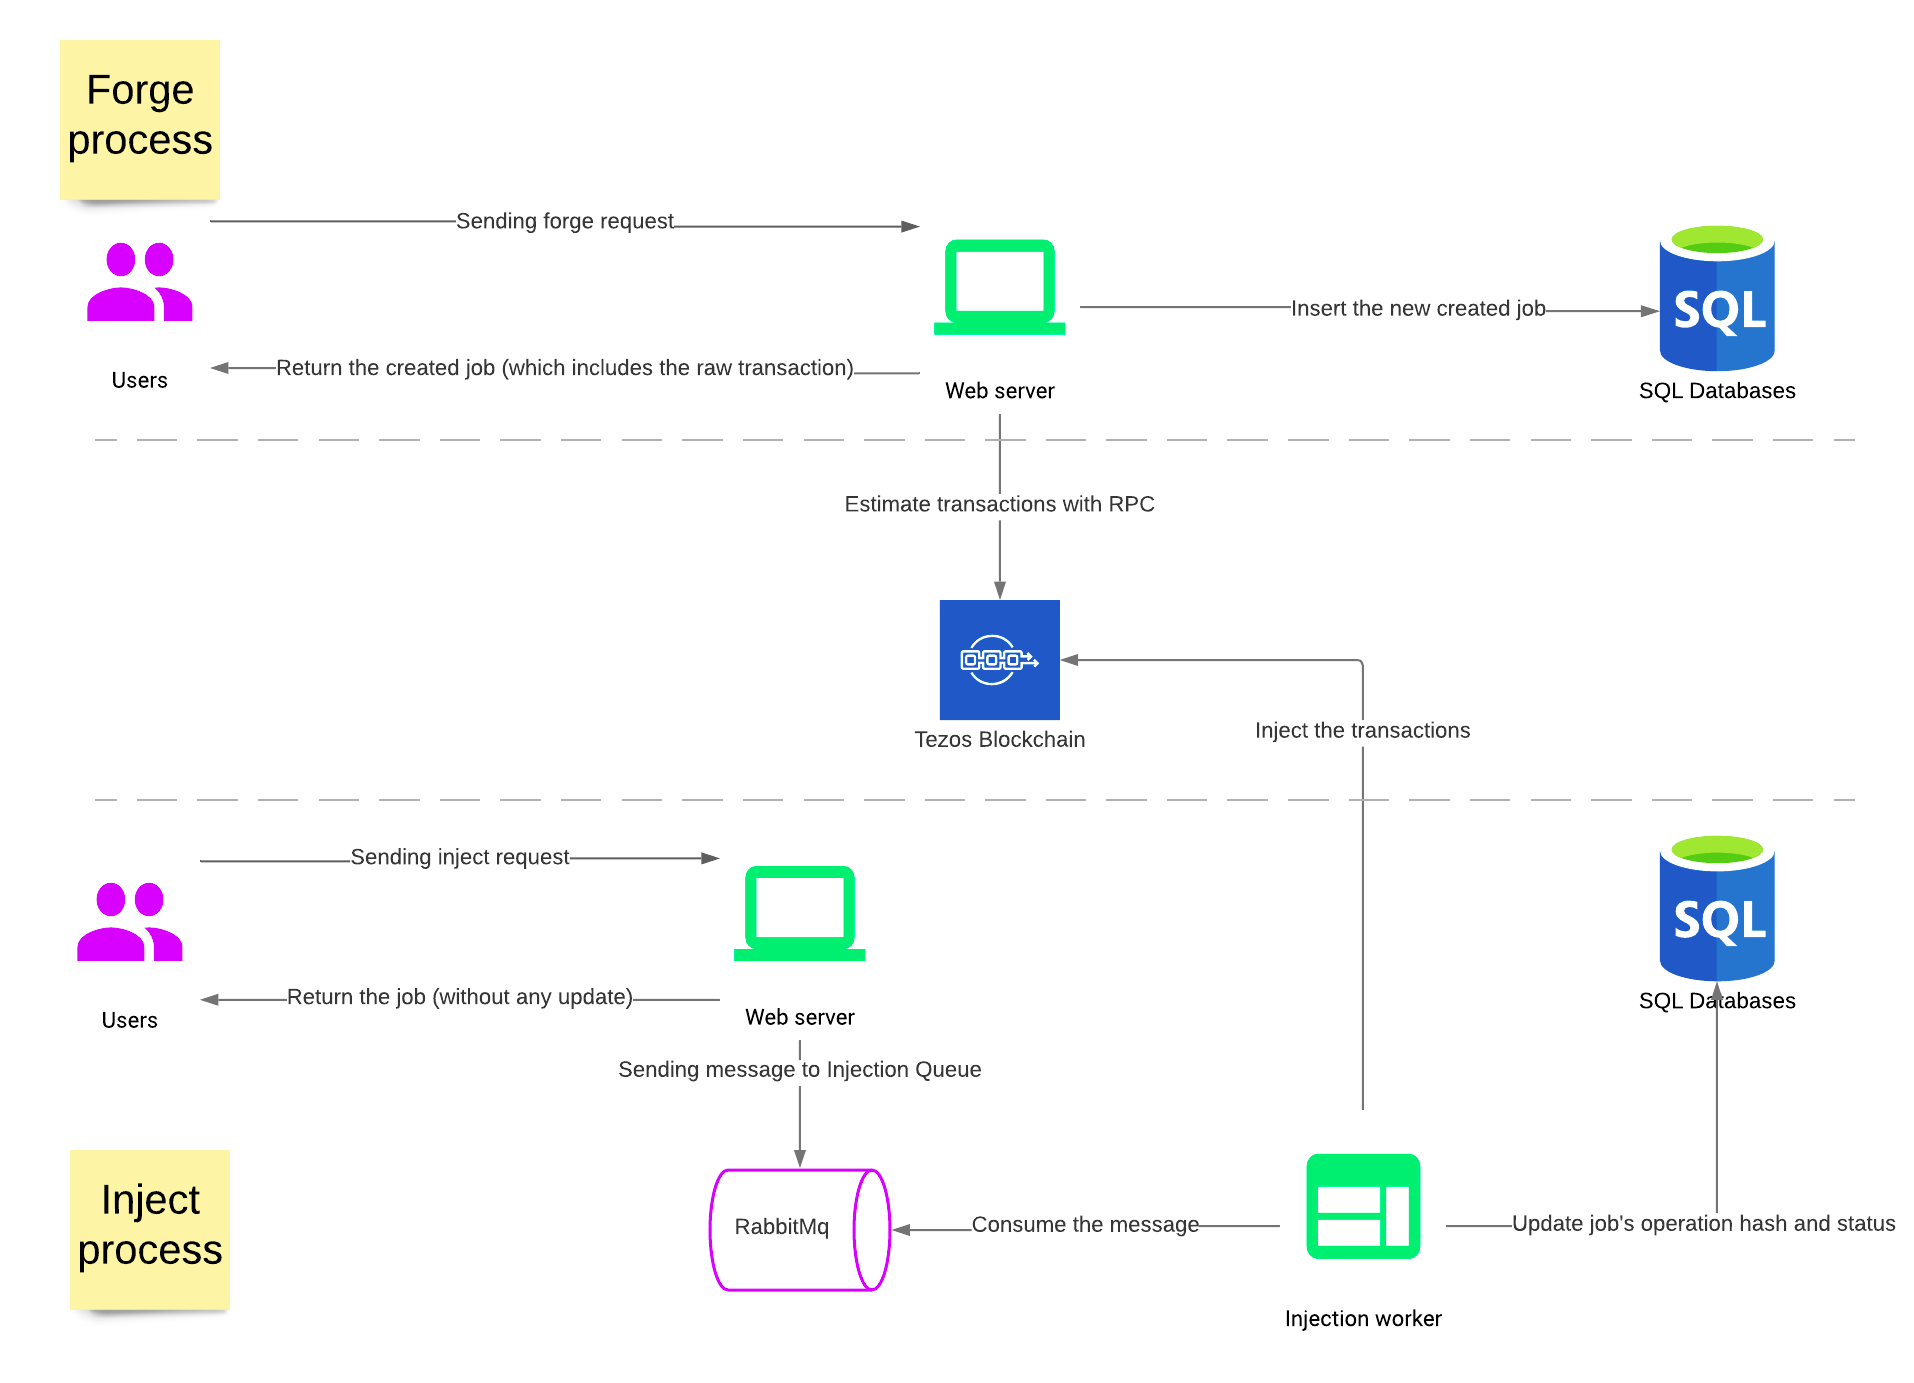 Forge
process
Sending forge request
Insert the new created job
SQL
Return the created job (which includes the raw transaction)
Users
Web server
SQL Databases
Estimate transactions with RPC
Tezos Blockchain
Inject the transactions
Sending inject request
SQL
Return the job (without any update)
Users
Web server
SQL Databases
Sending message to Injection Queue
Inject
process
RabbitMq
Consume the message
Update job's operation hash and status
Injection worker